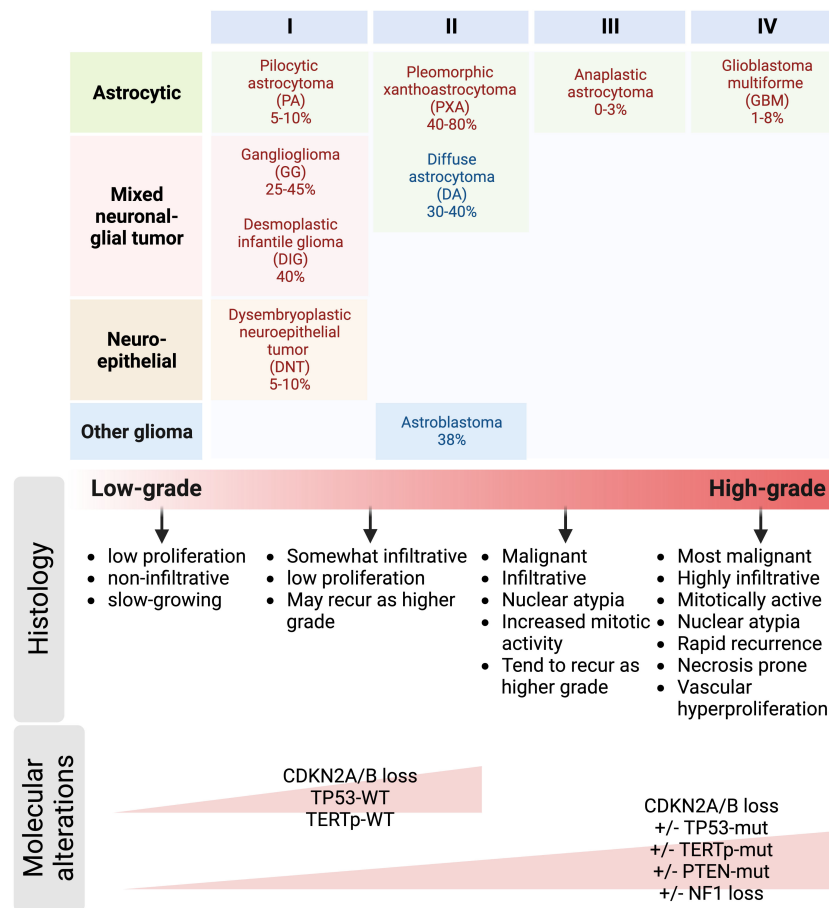 I
II
III
IV
Astrocytic
Pilocytic
astrocytoma
(PA)
5-10%
Pleomorphic
xanthoastrocytoma
(PXA)
40-80%
Anaplastic
astrocytoma
0-3%
Glioblastoma
multiforme
(GBM)
1-8%
Mixed
neuronal-
glial tumor
Ganglioglioma
(GG)
25-45%
Desmoplastic
infantile glioma
(DIG)
40%
Diffuse
astrocytoma
(DA)
30-40%
Neuro-
epithelial
Dysembryoplastic
neuroepithelial
tumor
(DNT)
5-10%
Other glioma
Astroblastoma
38%
Low-grade
High-grade
Histology
• low proliferation
• non-infiltrative
• slow-growing
• Somewhat infiltrative
• low proliferation
• May recur as higher
grade
• Malignant
• Infiltrative
• Nuclear atypia
• Increased mitotic
activity
• Tend to recur as
higher grade
• Most malignant
• Highly infiltrative
• Mitotically active
• Nuclear atypia
• Rapid recurrence
• Necrosis prone
• Vascular
hyperproliferation
Molecular
alterations
CDKN2A/B loss
TP53-WT
TERTp-WT
CDKN2A/B loss
+/- TP53-mut
+/- TERTp-mut
+/- PTEN-mut
+/- NF1 loss